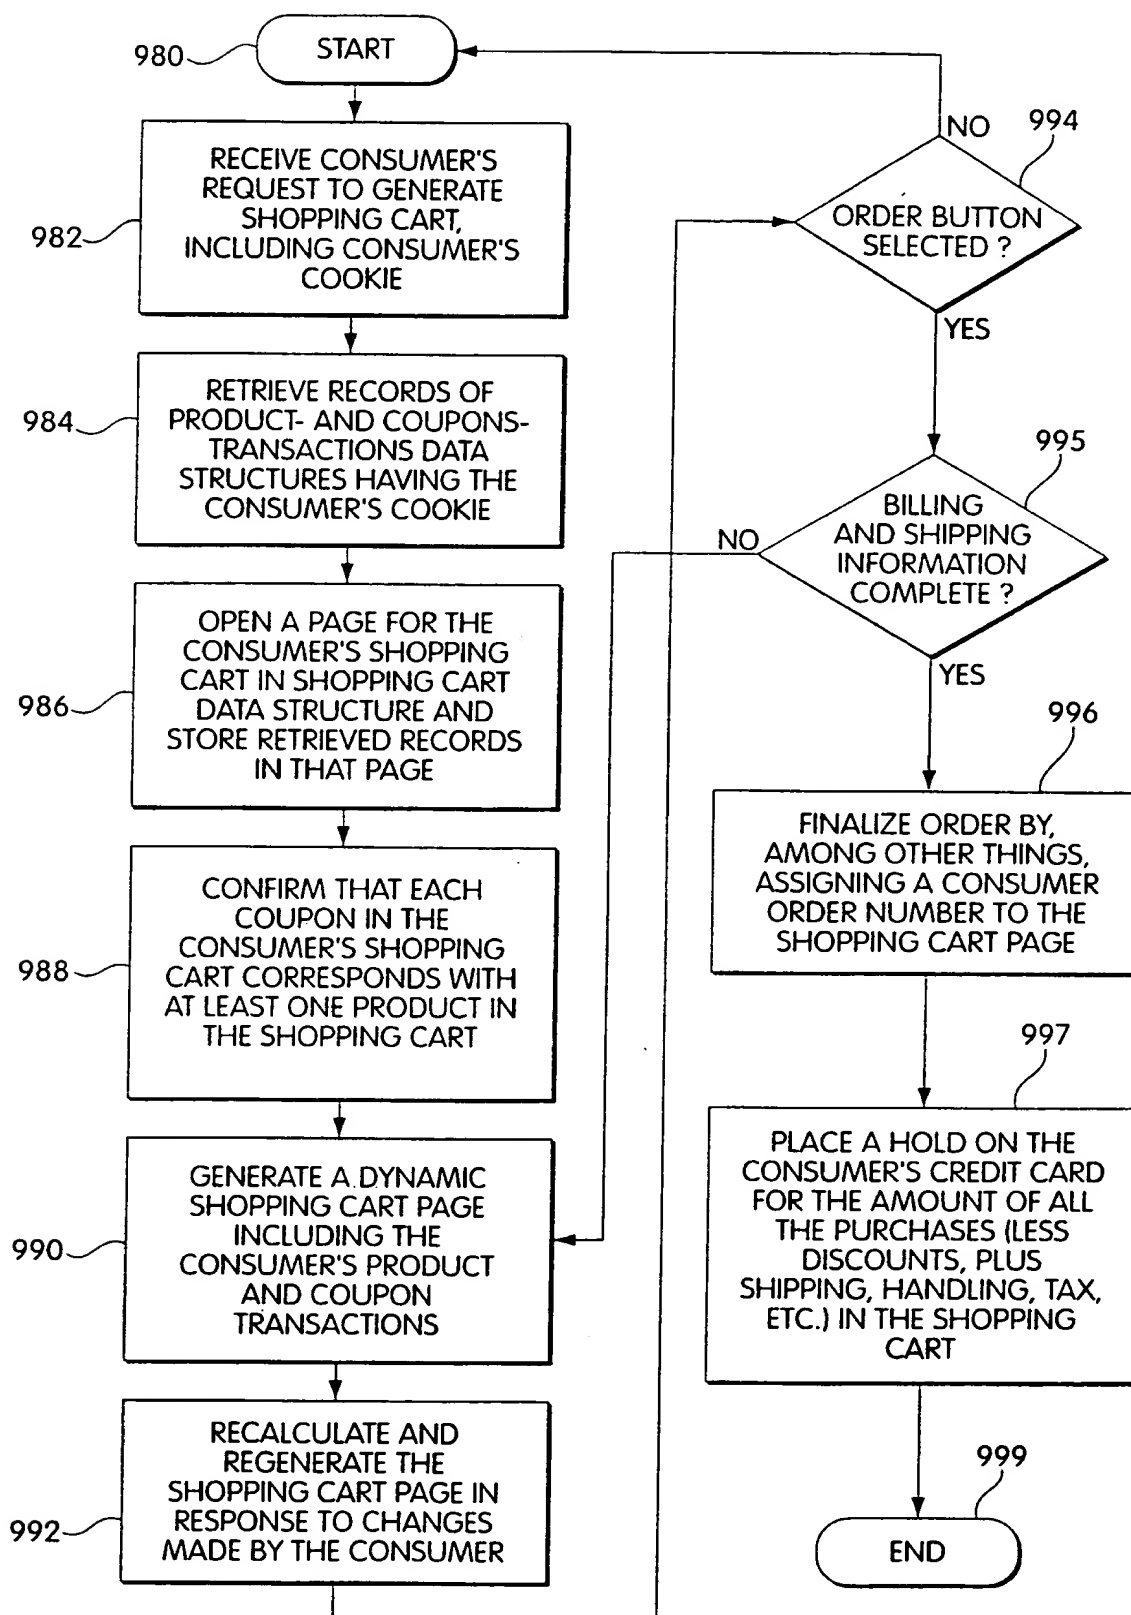 980
START
982
RECEIVE CONSUMER'S
REQUEST TO GENERATE
SHOPPING CART,
INCLUDING CONSUMER'S
COOKIE
984
RETRIEVE RECORDS OF
PRODUCT- AND COUPONS-
TRANSACTIONS DATA
STRUCTURES HAVING THE
CONSUMER'S COOKIE
986
OPEN A PAGE FOR THE
CONSUMER'S SHOPPING
CART IN SHOPPING CART
DATA STRUCTURE AND
STORE RETRIEVED RECORDS
IN THAT PAGE
988
CONFIRM THAT EACH
COUPON IN THE
CONSUMER'S SHOPPING
CART CORRESPONDS WITH
AT LEAST ONE PRODUCT IN
THE SHOPPING CART
990
GENERATE A DYNAMIC
SHOPPING CART PAGE
INCLUDING THE
CONSUMER'S PRODUCT
AND COUPON
TRANSACTIONS
992
RECALCULATE AND
REGENERATE THE
SHOPPING CART PAGE IN
RESPONSE TO CHANGES
MADE BY THE CONSUMER
NO
994
ORDER BUTTON
SELECTED ?
YES
995
NO
BILLING
AND SHIPPING
INFORMATION
COMPLETE ?
YES
996
FINALIZE ORDER BY,
AMONG OTHER THINGS,
ASSIGNING A CONSUMER
ORDER NUMBER TO THE
SHOPPING CART PAGE
997
PLACE A HOLD ON THE
CONSUMER'S CREDIT CARD
FOR THE AMOUNT OF ALL
THE PURCHASES (LESS
DISCOUNTS, PLUS
SHIPPING, HANDLING, TAX,
ETC.) IN THE SHOPPING
CART
999
END